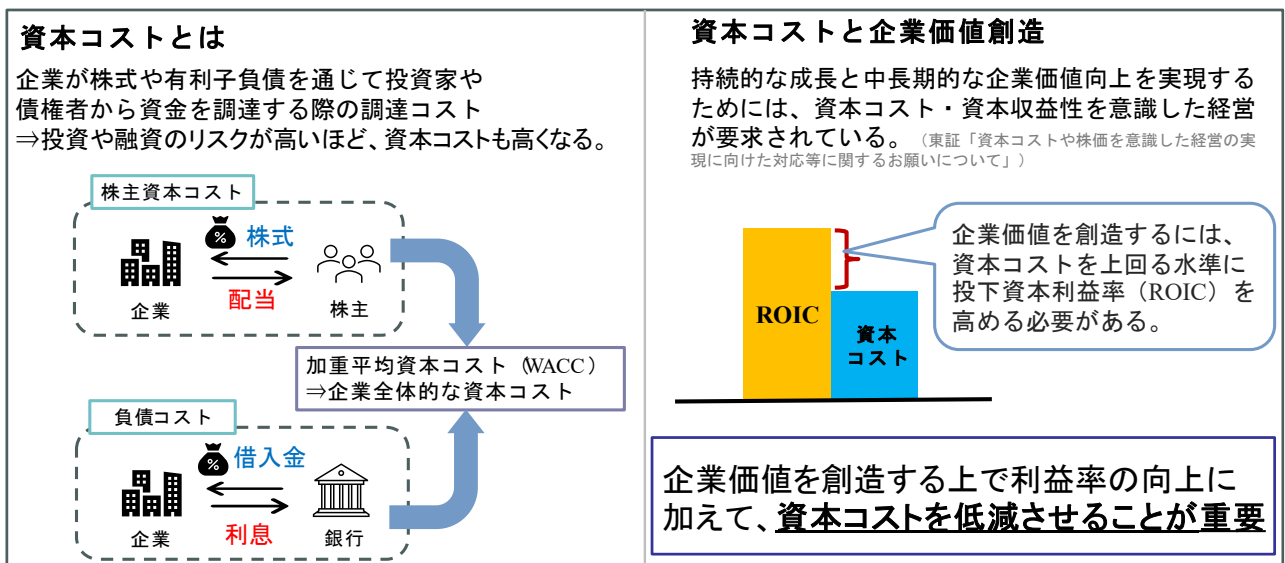 資本コストとは
企業が株式や有利子負債を通じて投資家や
債権者から資金を調達する際の調達コスト
⇒投資や融資のリスクが高いほど、資本コストも高くなる。
株主資本コスト
% 株式
配当
企業
株主
加重平均資本コスト（WACC）
⇒企業全体的な資本コスト
負債コスト
% 借入金
利息
企業
銀行
資本コストと企業価値創造
持続的な成長と中長期的な企業価値向上を実現する
ためには、資本コスト・資本収益性を意識した経営
が要求されている。（東証「資本コストや株価を意識した経営の実
現に向けた対応等に関するお願いについて」）
企業価値を創造するには、
資本コストを上回る水準に
投下資本利益率（ROIC）を
高める必要がある。
ROIC
資本
コスト
企業価値を創造する上で利益率の向上に
加えて、資本コストを低減させることが重要